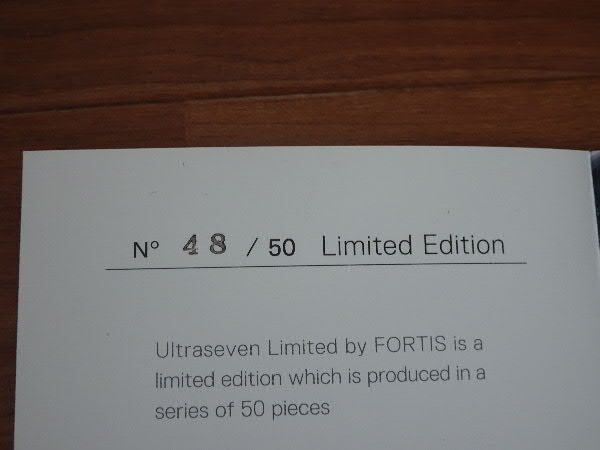 N° 48 / 50 Limited Edition
Ultraseven Limited by FORTIS is a
limited edition which is produced in a
series of 50 pieces